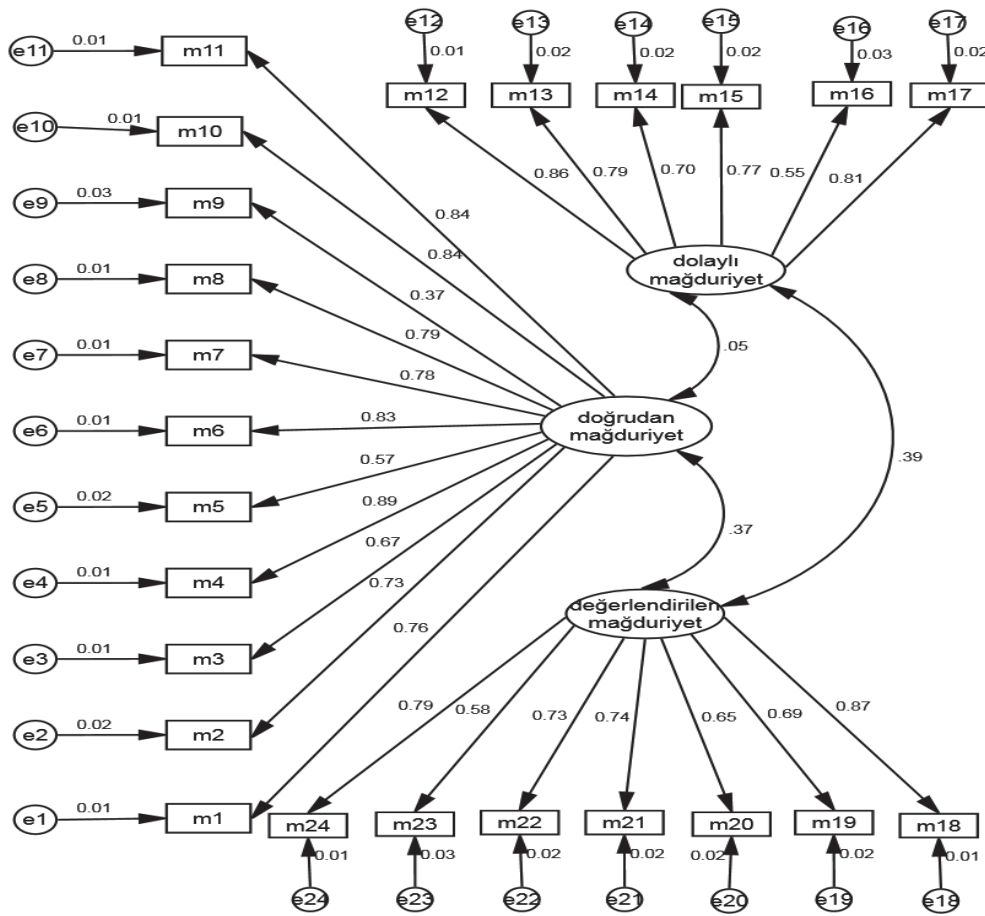 e12 e13 e14 e15 e16 e17
0.01 0.02 0.02 0.02 0.03 0.02
m12 m13 m14 m15 m16 m17
0.86 0.79 0.70 0.77 0.55 0.81
dolaylı
mağduriyet
e11 0.01 m11
e10 0.01 m10
e9 0.03 m9
e8 0.01 m8
e7 0.01 m7
e6 0.01 m6
e5 0.02 m5
e4 0.01 m4
e3 0.01 m3
e2 0.02 m2
e1 0.01 m1
0.84
0.84
0.37
0.79
0.78
0.83
0.57
0.89
0.67
0.73
0.76
doğrudan
mağduriyet
.05
.39
.37
değerlendirilen
mağduriyet
0.79 0.58 0.73 0.74 0.65 0.69 0.87
m24 m23 m22 m21 m20 m19 m18
0.01 0.03 0.02 0.02 0.02 0.02 0.01
e24 e23 e22 e21 e20 e19 e18